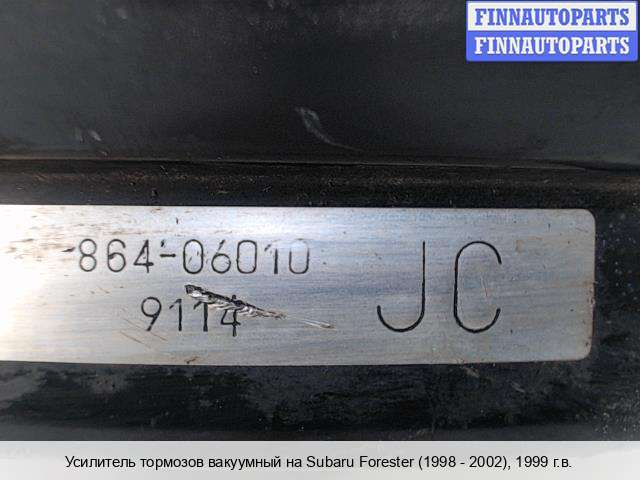 FINNAUTOPARTS
FINNAUTOPARTS
864-06010
9114
JC
Усилитель тормозов вакуумный на Subaru Forester (1998 - 2002), 1999 г.в.